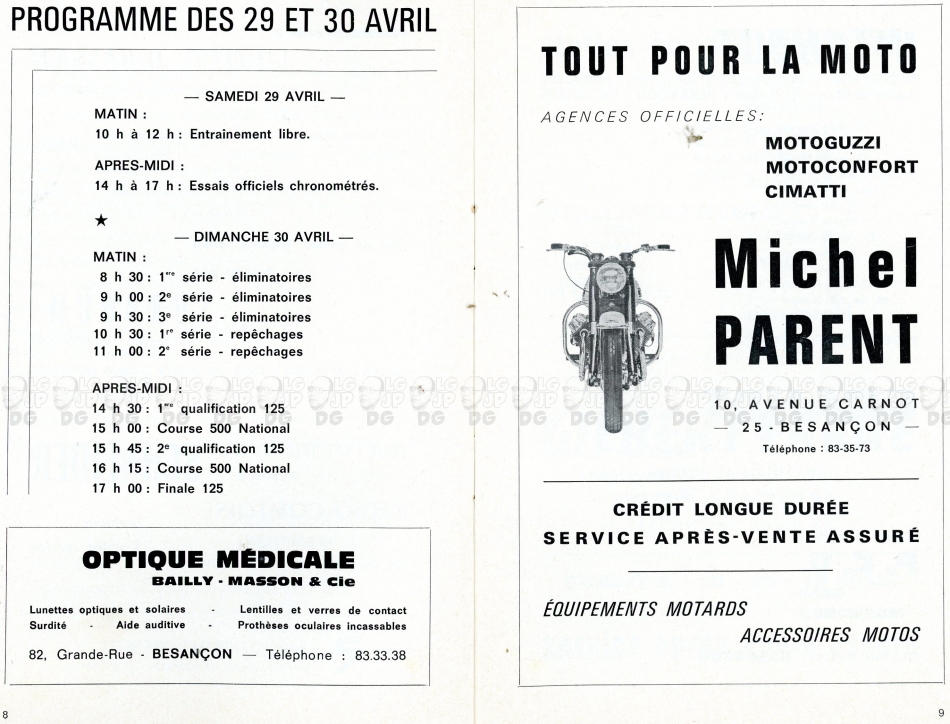 PROGRAMME DES 29 ET 30 AVRIL
— SAMEDI 29 AVRIL —
MATIN :
10 h à 12 h : Entrainement libre.
APRES-MIDI :
14 h à 17 h : Essais officiels chronométrés.
★
— DIMANCHE 30 AVRIL —
MATIN :
8 h 30 : 1re série - éliminatoires
9 h 00 : 2e série - éliminatoires
9 h 30 : 3e série - éliminatoires
10 h 30 : 1re série - repêchages
11 h 00 : 2e série - repêchages
APRES-MIDI :
14 h 30 : 1re qualification 125
15 h 00 : Course 500 National
15 h 45 : 2e qualification 125
16 h 15 : Course 500 National
17 h 00 : Finale 125
OPTIQUE MÉDICALE
BAILLY - MASSON & Cie
Lunettes optiques et solaires - Lentilles et verres de contact
Surdité - Aide auditive - Prothèses oculaires incassables
82, Grande-Rue - BESANÇON — Téléphone : 83.33.38
8
TOUT POUR LA MOTO
AGENCES OFFICIELLES:
MOTOGUZZI
MOTOCONFORT
CIMATTI
Michel
PARENT
10, AVENUE CARNOT
— 25 - BESANÇON —
Téléphone : 83-35-73
CRÉDIT LONGUE DURÉE
SERVICE APRÈS-VENTE ASSURÉ
ÉQUIPEMENTS MOTARDS
ACCESSOIRES MOTOS
9